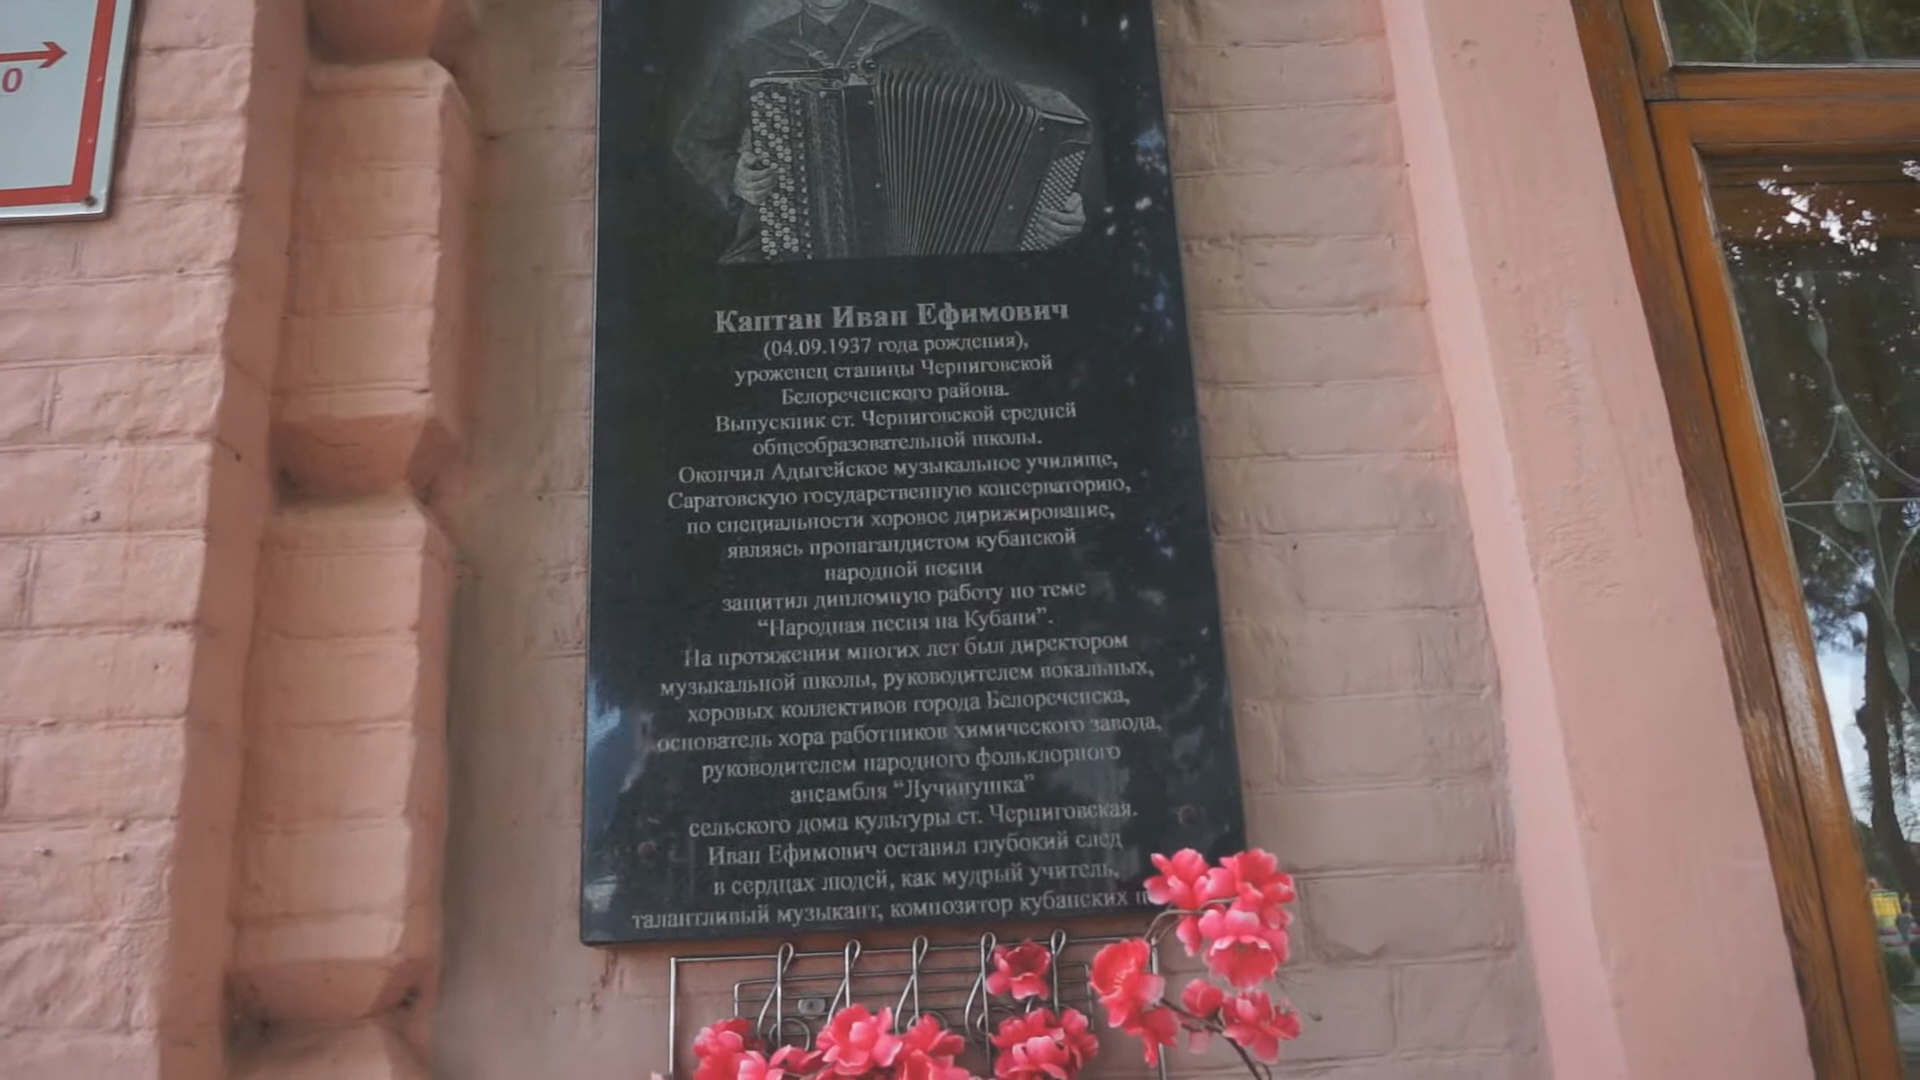 0
Каптан Иван Ефимович
(04.09.1937 года рождения),
уроженец станицы Черниговской
Белореченского района.
Выпускник ст. Черниговской средней
общеобразовательной школы.
Окончил Адыгейское музыкальное училище,
Саратовскую государственную консерваторию,
по специальности хоровое дирижирование,
являясь пропагандистом кубанской
народной песни
защитил дипломную работу по теме
“Народная песня на Кубани”.
На протяжении многих лет был директором
музыкальной школы, руководителем вокальных,
хоровых коллективов города Белореченска,
основатель хора работников химического завода,
руководителем народного фольклорного
ансамбля “Лучинушка”
сельского дома культуры ст. Черниговская.
Иван Ефимович оставил глубокий след
в сердцах людей, как мудрый учитель,
талантливый музыкант, композитор кубанских